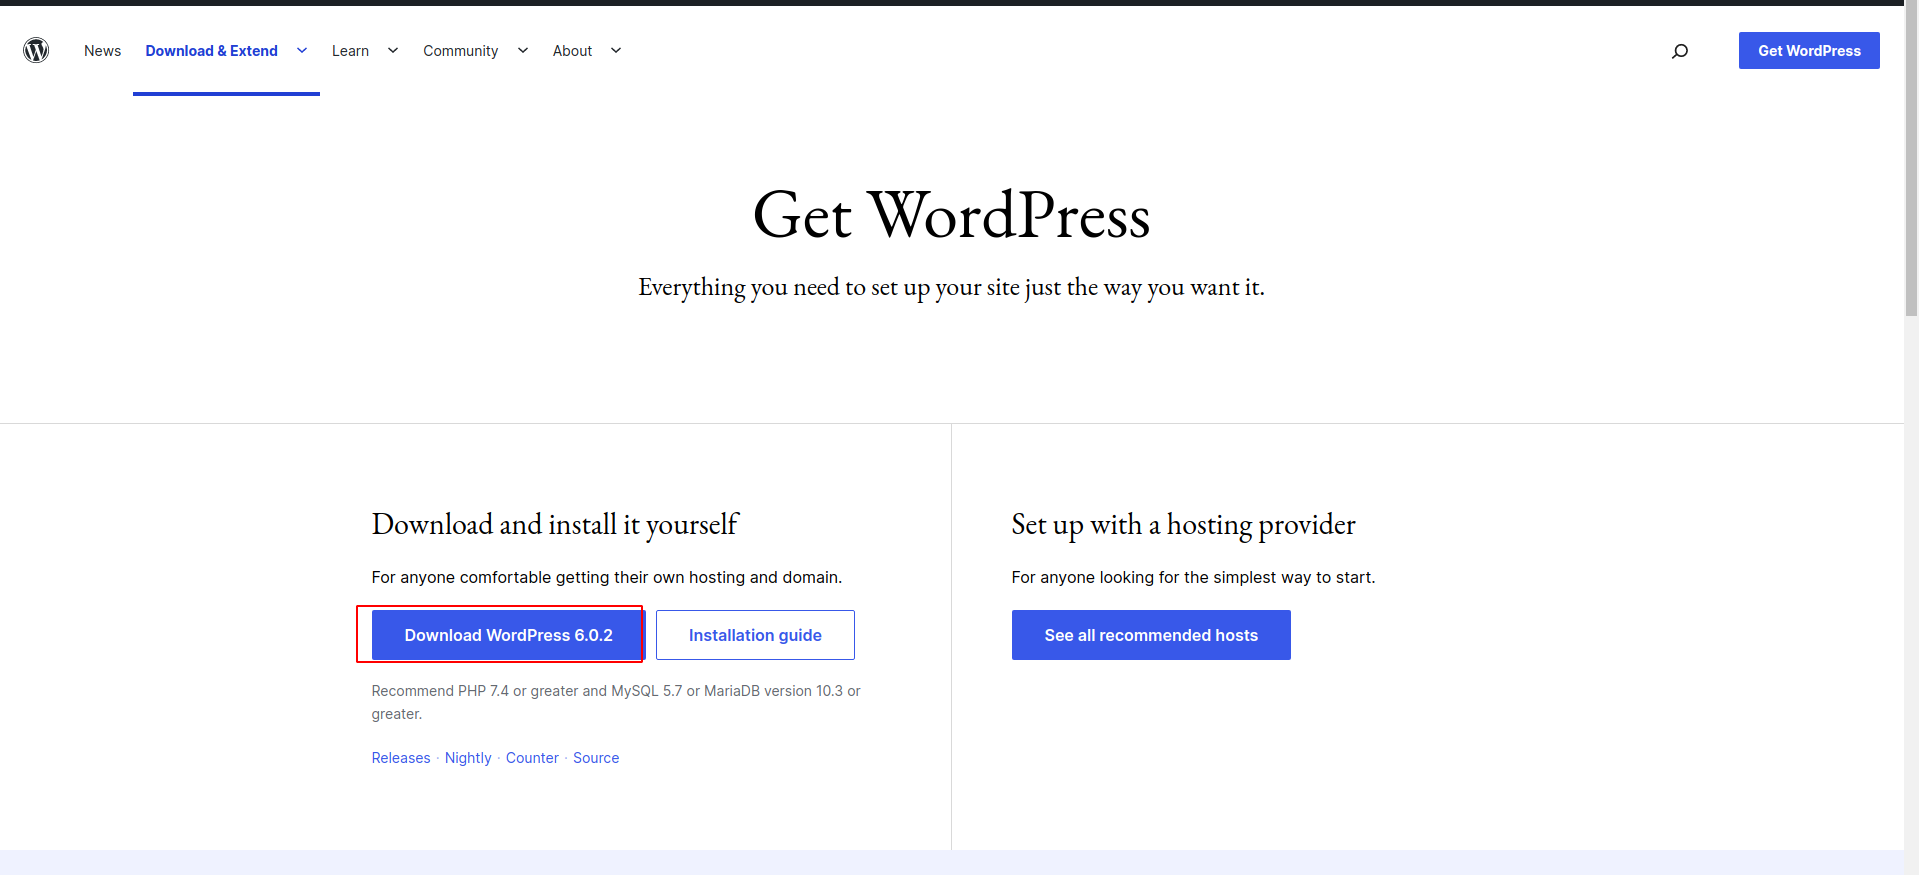 News Download & Extend Learn Community About Get WordPress
Get WordPress
Everything you need to set up your site just the way you want it.
Download and install it yourself
For anyone comfortable getting their own hosting and domain.
Download WordPress 6.0.2 Installation guide
Recommend PHP 7.4 or greater and MySQL 5.7 or MariaDB version 10.3 or
greater.
Releases · Nightly · Counter · Source
Set up with a hosting provider
For anyone looking for the simplest way to start.
See all recommended hosts